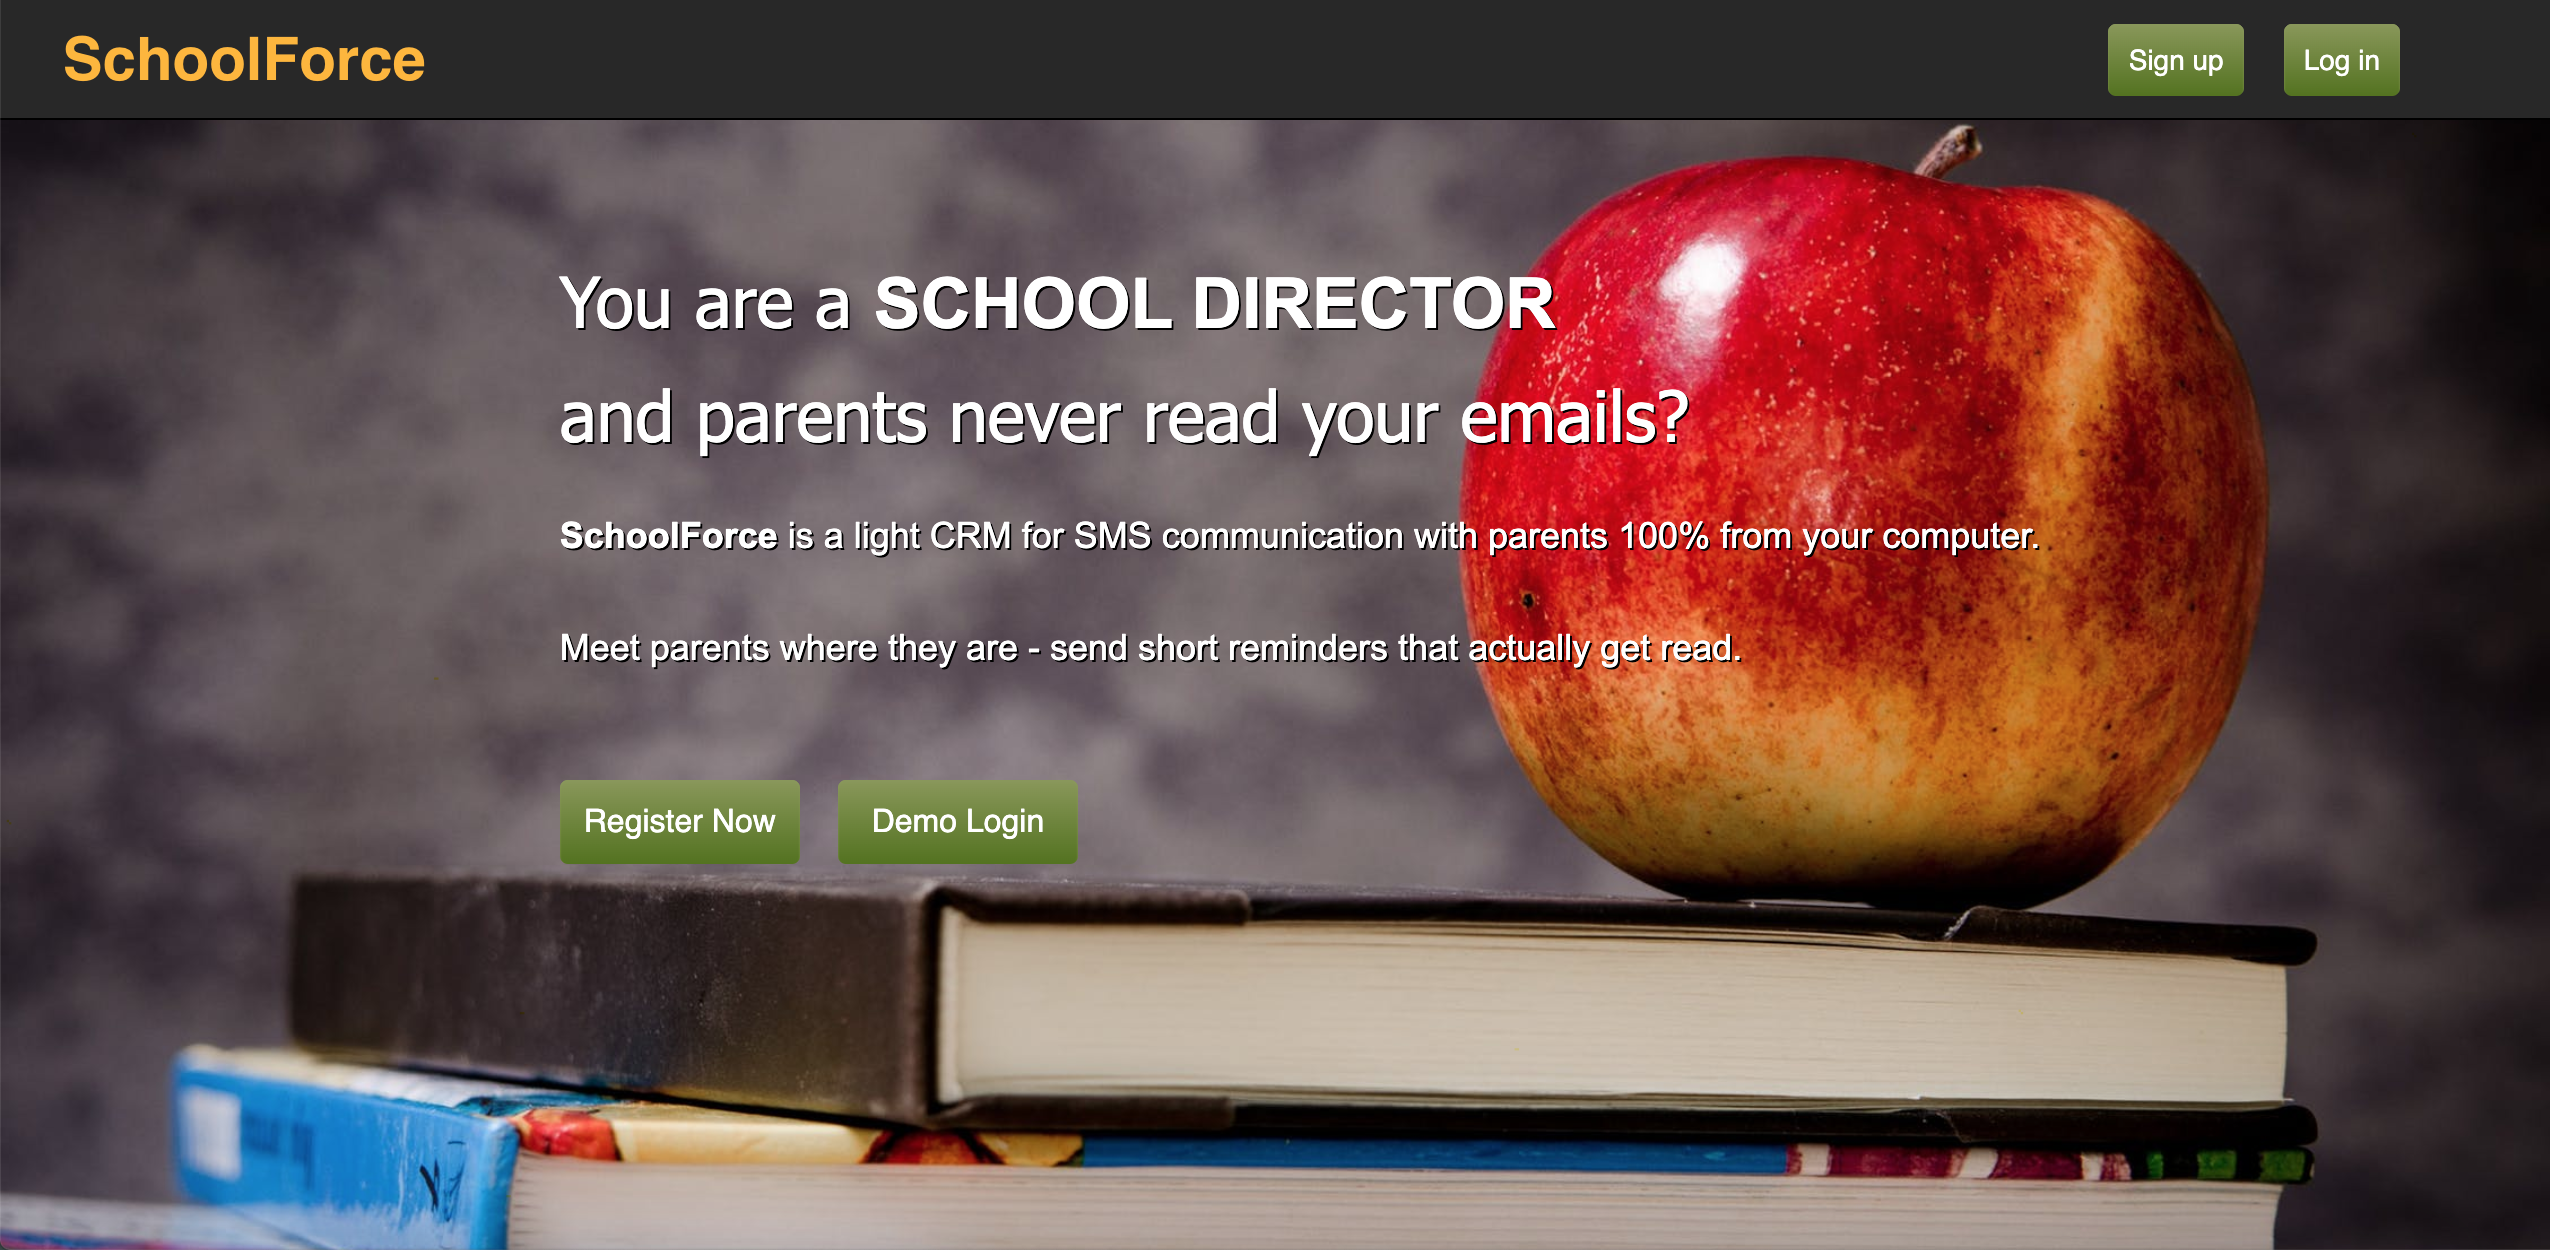 SchoolForce
Sign up
Log in
You are a SCHOOL DIRECTOR
and parents never read your emails?
SchoolForce is a light CRM for SMS communication with parents 100% from your computer.
Meet parents where they are - send short reminders that actually get read.
Register Now
Demo Login